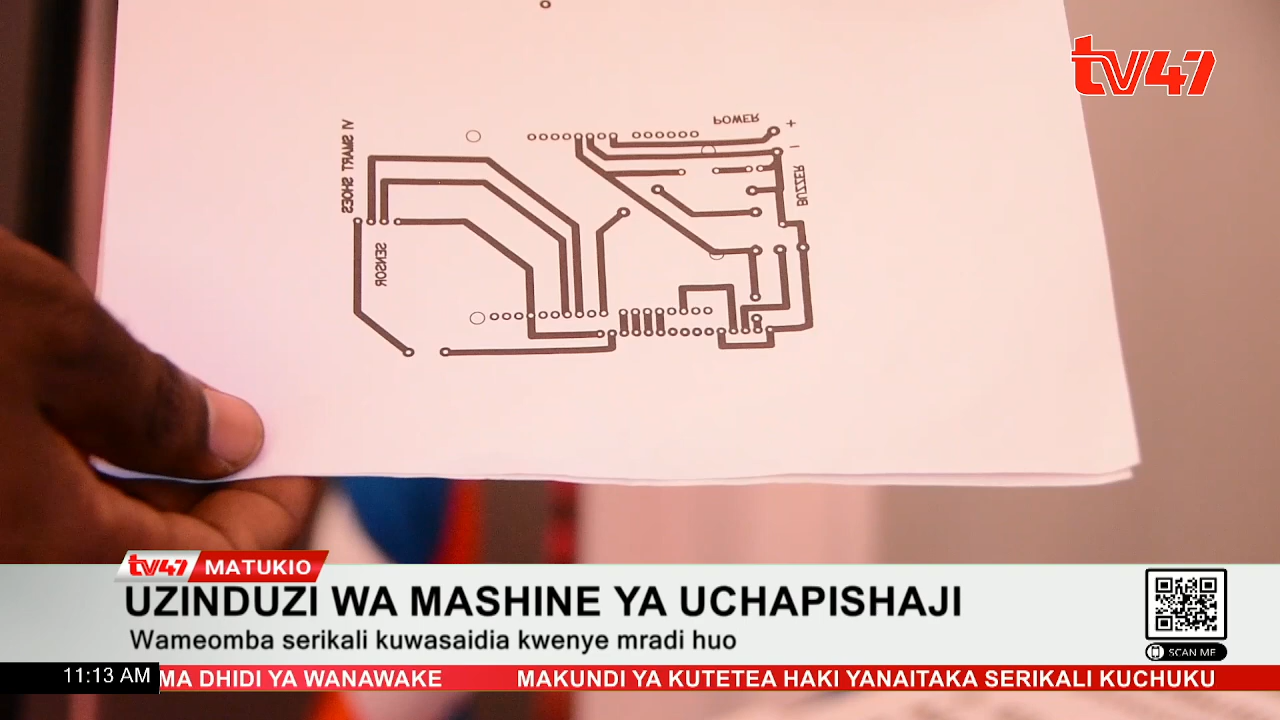 tv47
POWER
+
-
BUZZER
VI SMART SHOES
SENSOR
tv47 MATUKIO
UZINDUZI WA MASHINE YA UCHAPISHAJI
Wameomba serikali kuwasaidia kwenye mradi huo
SCAN ME
11:13 AM
MA DHIDI YA WANAWAKE MAKUNDI YA KUTETEA HAKI YANAITAKA SERIKALI KUCHUKU